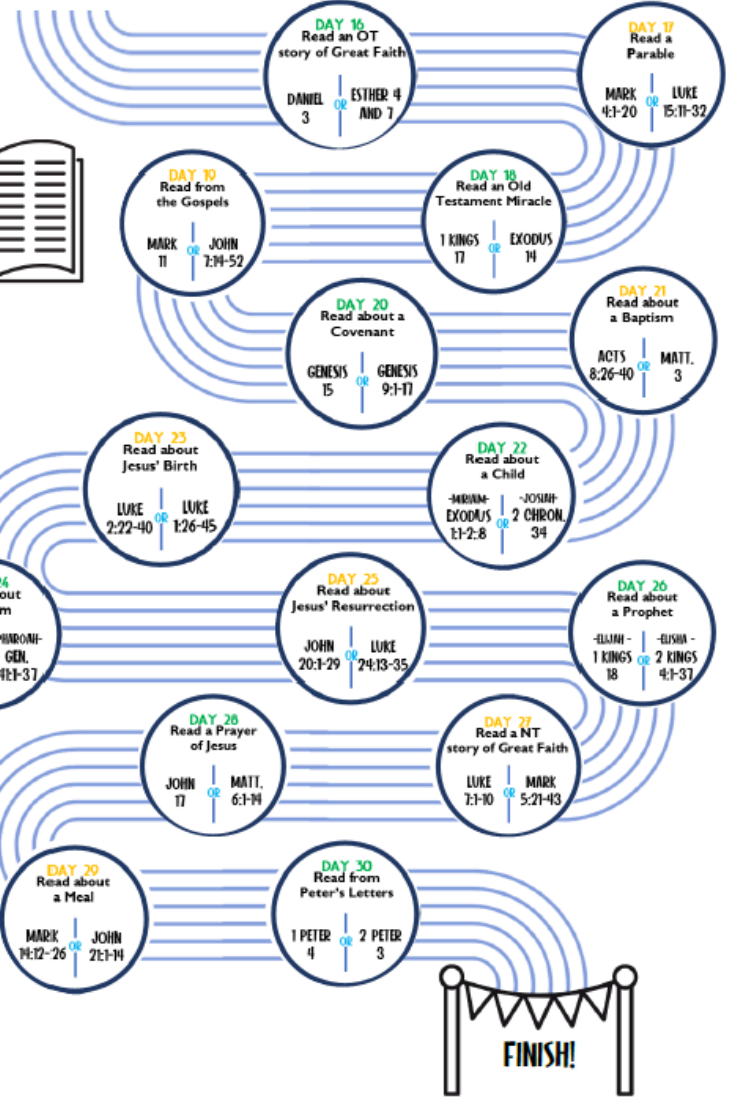 DAY 16
Read an OT
story of Great Faith
DANIEL
3
OR
ESTHER 4
AND 7
DAY 17
Read a
Parable
MARK
4:1-20
OR
LUKE
15:11-32
DAY 18
Read an Old
Testament Miracle
1 KINGS
17
OR
EXODUS
14
DAY 19
Read from
the Gospels
MARK
11
OR
JOHN
7:14-52
DAY 20
Read about a
Covenant
GENESIS
15
OR
GENESIS
9:1-17
DAY 21
Read about
a Baptism
ACTS
8:26-40
OR
MATT.
3
DAY 22
Read about
a Child
-MIRIAM-
EXODUS
1:1-2:8
OR
-JOSIAH-
2 CHRON.
34
DAY 23
Read about
Jesus' Birth
LUKE
2:22-40
OR
LUKE
1:26-45
4
out
m
PHAROAH-
GEN.
41:1-37
DAY 25
Read about
Jesus' Resurrection
JOHN
20:1-29
OR
LUKE
24:13-35
DAY 26
Read about
a Prophet
-ELIJAH -
1 KINGS
18
OR
-ELISHA -
2 KINGS
4:1-37
DAY 27
Read a NT
story of Great Faith
LUKE
7:1-10
OR
MARK
5:21-43
DAY 28
Read a Prayer
of Jesus
JOHN
17
OR
MATT.
6:1-14
DAY 29
Read about
a Meal
MARK
14:12-26
OR
JOHN
21:1-14
DAY 30
Read from
Peter's Letters
1 PETER
4
OR
2 PETER
3
FINISH!